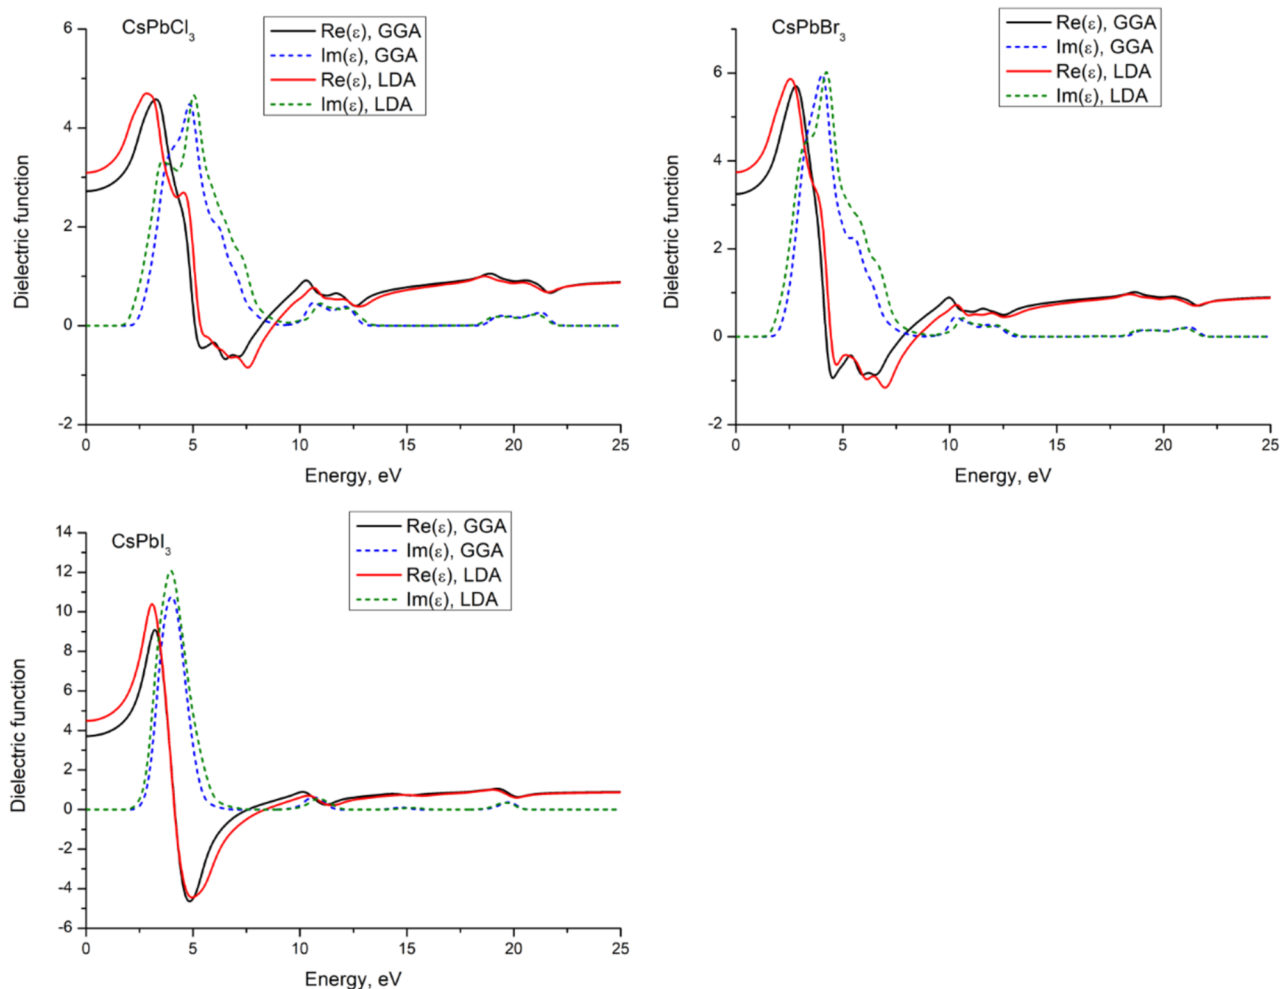 CsPbCl3
Re(ε), GGA
Im(ε), GGA
Re(ε), LDA
Im(ε), LDA
Dielectric function
6
4
2
0
-2
0
5
10
15
20
25
Energy, eV
CsPbBr3
Re(ε), GGA
Im(ε), GGA
Re(ε), LDA
Im(ε), LDA
Dielectric function
6
4
2
0
-2
0
5
10
15
20
25
Energy, eV
CsPbI3
Re(ε), GGA
Im(ε), GGA
Re(ε), LDA
Im(ε), LDA
Dielectric function
14
12
10
8
6
4
2
0
-2
-4
-6
0
5
10
15
20
25
Energy, eV